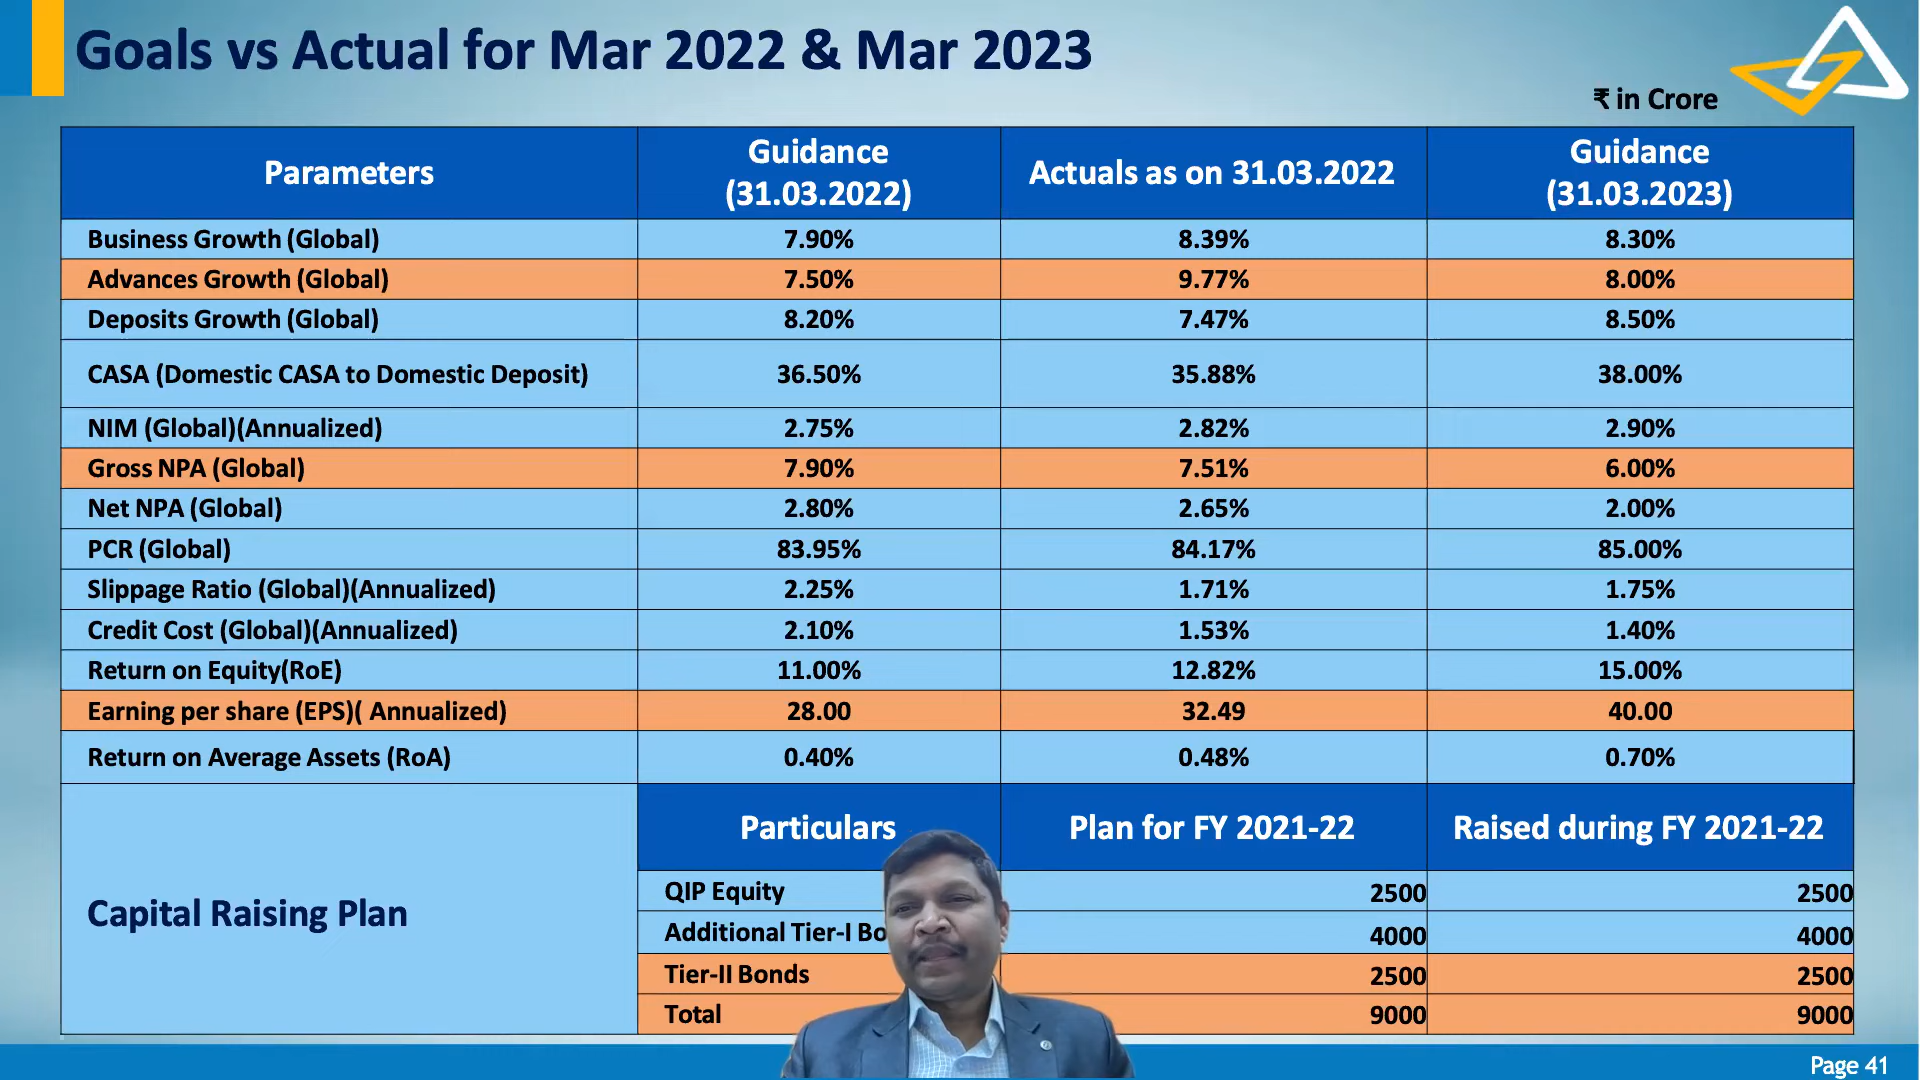 Goals vs Actual for Mar 2022 & Mar 2023
₹ in Crore
Parameters Guidance (31.03.2022) Actuals as on 31.03.2022 Guidance (31.03.2023)
Business Growth (Global) 7.90% 8.39% 8.30%
Advances Growth (Global) 7.50% 9.77% 8.00%
Deposits Growth (Global) 8.20% 7.47% 8.50%
CASA (Domestic CASA to Domestic Deposit) 36.50% 35.88% 38.00%
NIM (Global)(Annualized) 2.75% 2.82% 2.90%
Gross NPA (Global) 7.90% 7.51% 6.00%
Net NPA (Global) 2.80% 2.65% 2.00%
PCR (Global) 83.95% 84.17% 85.00%
Slippage Ratio (Global)(Annualized) 2.25% 1.71% 1.75%
Credit Cost (Global)(Annualized) 2.10% 1.53% 1.40%
Return on Equity(RoE) 11.00% 12.82% 15.00%
Earning per share (EPS)( Annualized) 28.00 32.49 40.00
Return on Average Assets (RoA) 0.40% 0.48% 0.70%
Capital Raising Plan
Particulars Plan for FY 2021-22 Raised during FY 2021-22
QIP Equity 2500 2500
Additional Tier-I 4000 4000
Tier-II Bonds 2500 2500
Total 9000 9000
Page 41